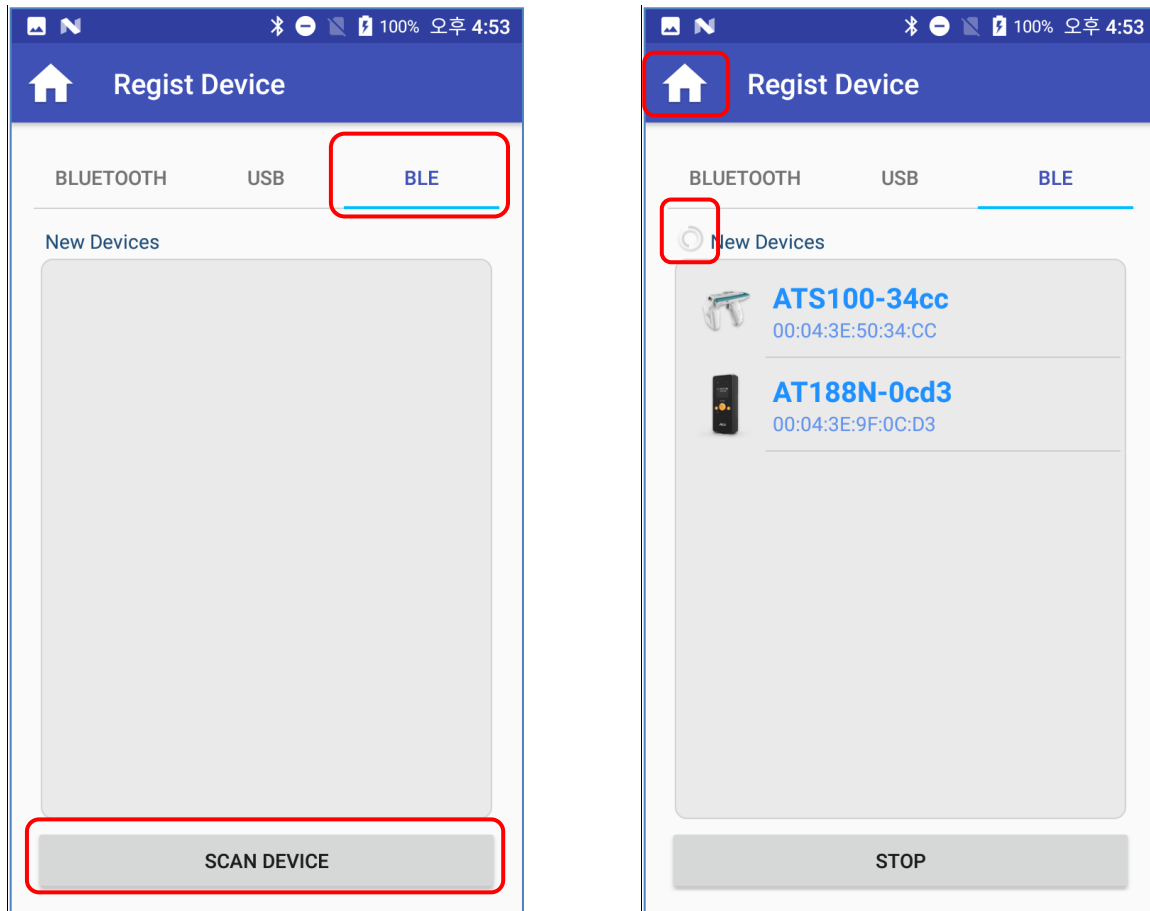 100% 오후 4:53
Regist Device
BLUETOOTH USB BLE
New Devices
SCAN DEVICE
100% 오후 4:53
Regist Device
BLUETOOTH USB BLE
New Devices
ATS100-34cc
00:04:3E:50:34:CC
AT188N-0cd3
00:04:3E:9F:0C:D3
STOP